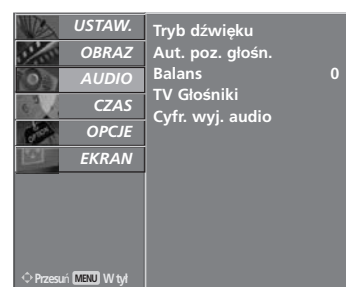 USTAW.
OBRAZ
AUDIO
CZAS
OPCJE
EKRAN
Tryb dźwięku
Aut. poz. głośn.
Balans 0
TV Głośniki
Cyfr. wyj. audio
Przesuń MENU W tył